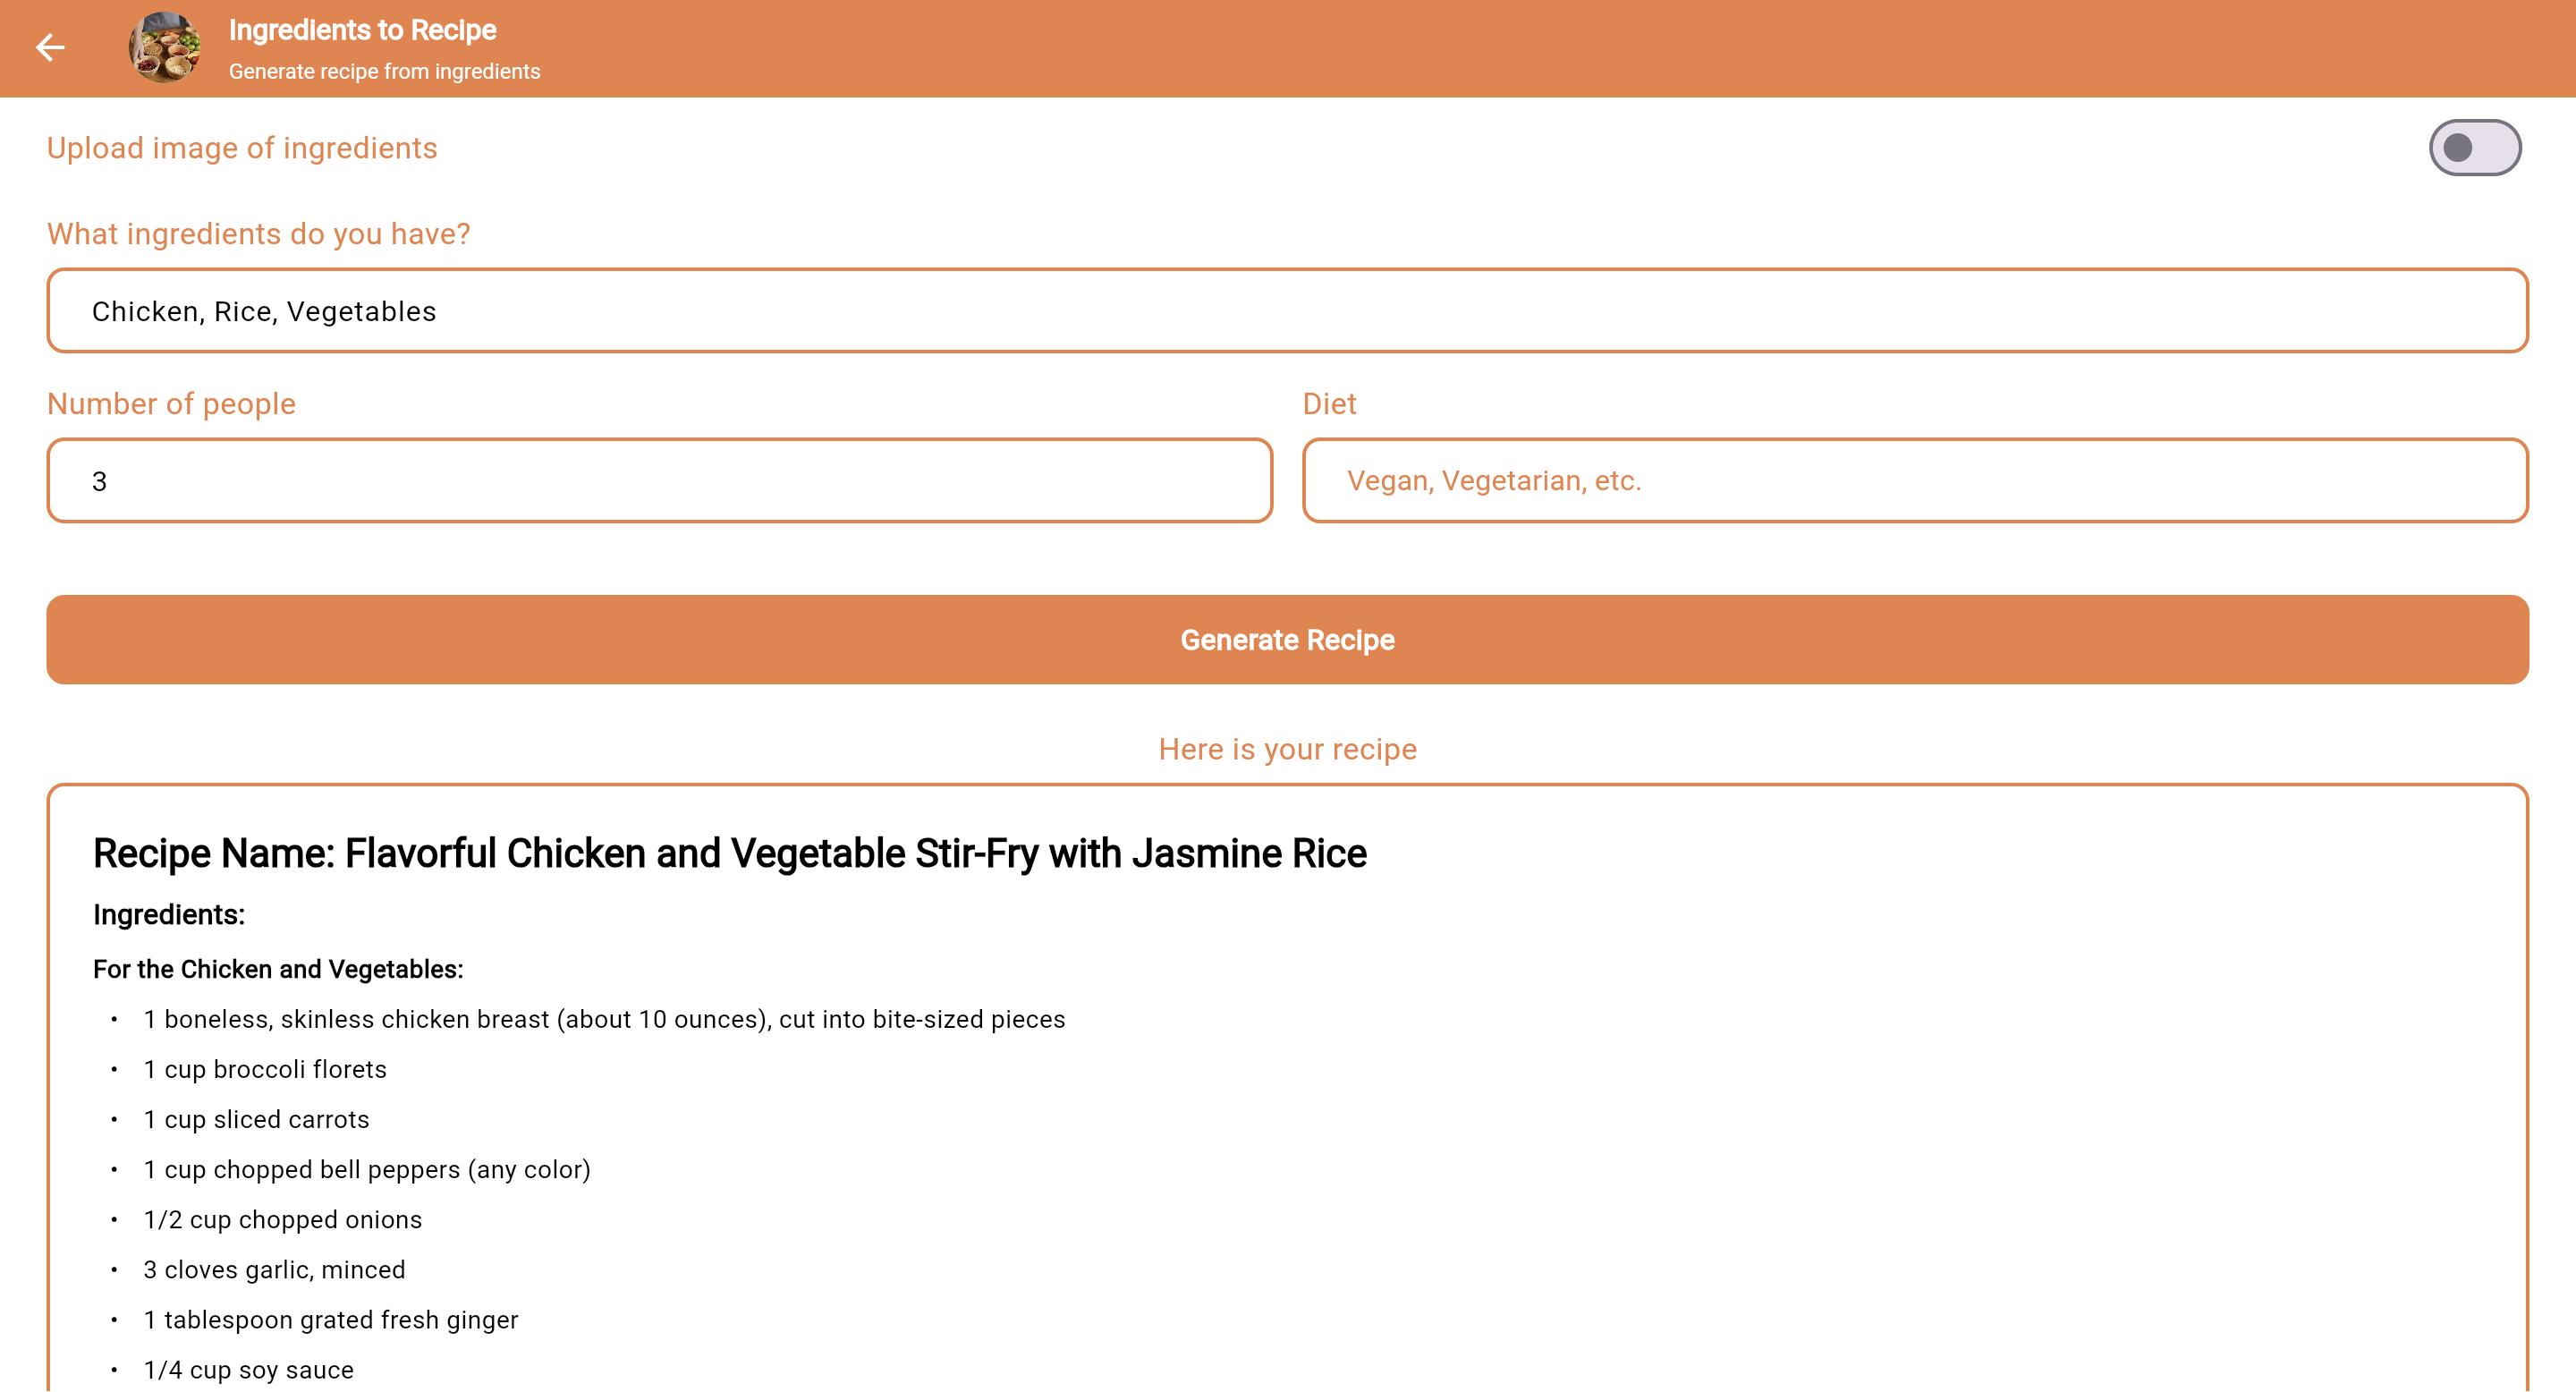 Ingredients to Recipe
Generate recipe from ingredients
Upload image of ingredients
What ingredients do you have?
Chicken, Rice, Vegetables
Number of people
Diet
3
Vegan, Vegetarian, etc.
Generate Recipe
Here is your recipe
Recipe Name: Flavorful Chicken and Vegetable Stir-Fry with Jasmine Rice
Ingredients:
For the Chicken and Vegetables:
• 1 boneless, skinless chicken breast (about 10 ounces), cut into bite-sized pieces
• 1 cup broccoli florets
• 1 cup sliced carrots
• 1 cup chopped bell peppers (any color)
• 1/2 cup chopped onions
• 3 cloves garlic, minced
• 1 tablespoon grated fresh ginger
• 1/4 cup soy sauce